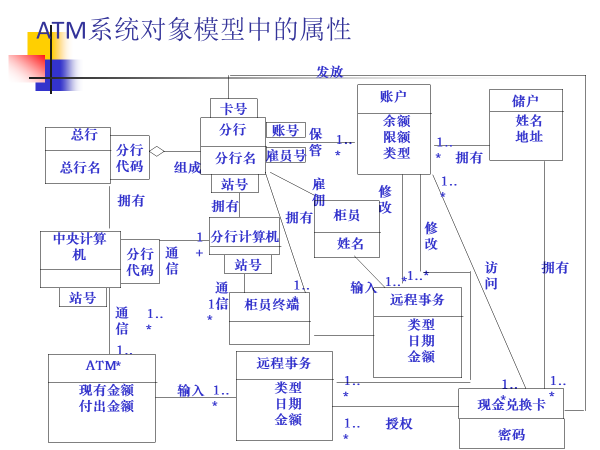 ATM系统对象模型中的属性
发放
卡号
账户
储户
总行
分行
代码
分行
账号
保
管
余额
限额
类型
1..
*
姓名
地址
1..
*
拥有
总行名
组成
分行名
雇员号
站号
雇
佣
修
改
1..
*
拥有
拥有
拥有
柜员
姓名
中央计算
机
分行
代码
通
信
1
+
分行计算机
修
改
站号
站号
访
问
拥有
通
信
1..
*
通
信
1
*
柜员终端
1..
*
输入
1..*
1..*
远程事务
类型
日期
金额
1..
*
ATM
现有金额
付出金额
输入
1..
*
远程事务
类型
日期
金额
1..
*
1..
*
1..
*
现金兑换卡
密码
1..
*
授权